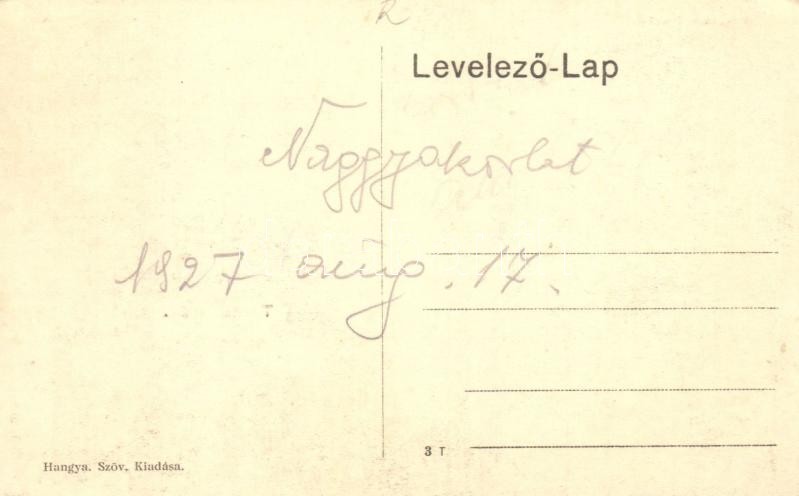 R
Levelező-Lap
Naggyakorlat
1927 aug. 17.
3 T
Hangya. Szöv. Kiadása.